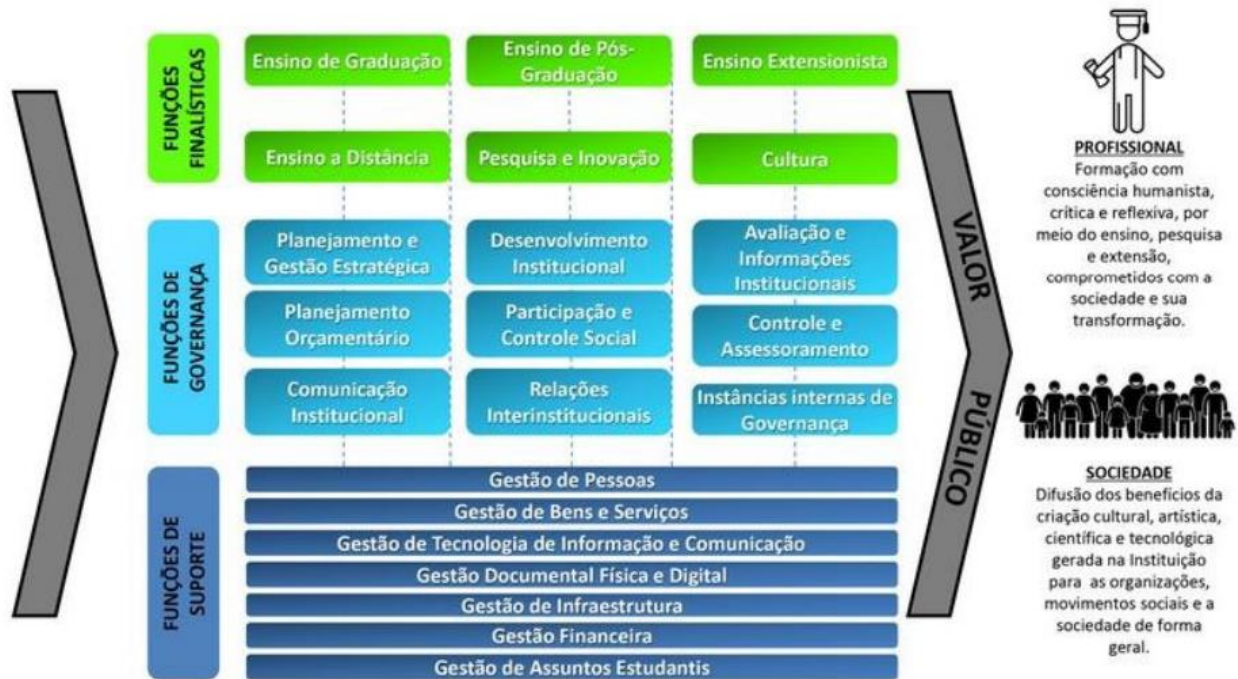 FUNÇÕES
FINALÍSTICAS
Ensino de Graduação
Ensino de Pós-
Graduação
Ensino Extensionista
Ensino a Distância
Pesquisa e Inovação
Cultura
FUNÇÕES DE
GOVERNANÇA
Planejamento e
Gestão Estratégica
Desenvolvimento
Institucional
Avaliação e
Informações
Institucionais
Planejamento
Orçamentário
Participação e
Controle Social
Controle e
Assessoramento
Comunicação
Institucional
Relações
Interinstitucionais
Instâncias internas de
Governança
FUNÇÕES DE
SUPORTE
Gestão de Pessoas
Gestão de Bens e Serviços
Gestão de Tecnologia de Informação e Comunicação
Gestão Documental Física e Digital
Gestão de Infraestrutura
Gestão Financeira
Gestão de Assuntos Estudantis
VALOR
PÚBLICO
PROFISSIONAL
Formação com
consciência humanista,
crítica e reflexiva, por
meio do ensino, pesquisa
e extensão,
comprometidos com a
sociedade e sua
transformação.
SOCIEDADE
Difusão dos benefícios da
criação cultural, artística,
científica e tecnológica
gerada na Instituição
para as organizações,
movimentos sociais e a
sociedade de forma
geral.